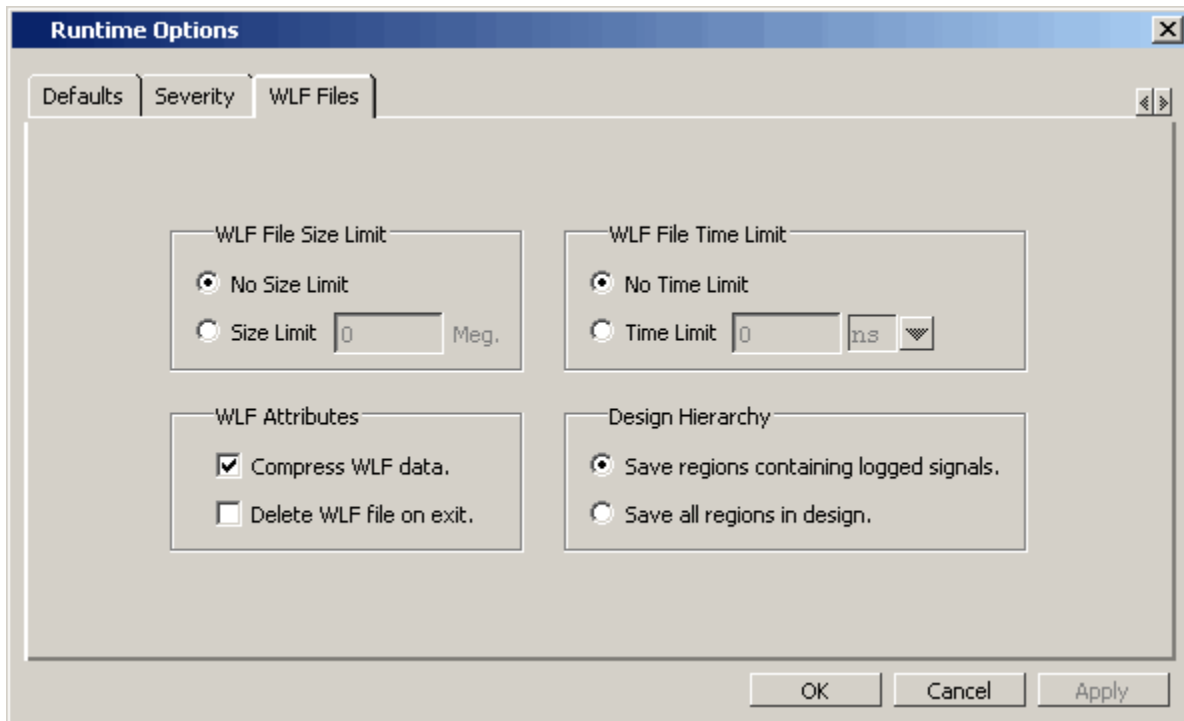 Runtime Options
Defaults Severity WLF Files
WLF File Size Limit
No Size Limit
Size Limit 0 Meg.
WLF File Time Limit
No Time Limit
Time Limit 0 ns
WLF Attributes
Compress WLF data.
Delete WLF file on exit.
Design Hierarchy
Save regions containing logged signals.
Save all regions in design.
OK Cancel Apply